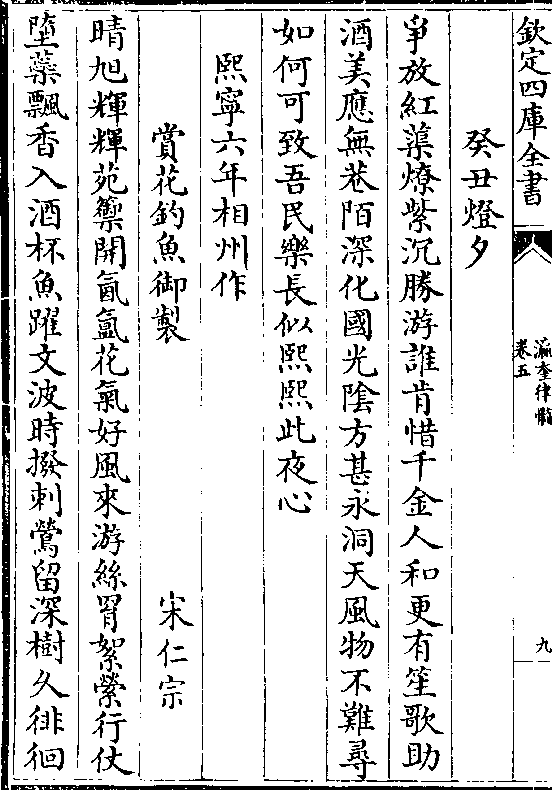 欽定四庫全書
瀛奎律髓
卷五
九
癸丑燈夕
爭放紅蕖燎紫沉勝游誰肯惜千金人和更有笙歌助
酒美應無巷陌深化國光陰方甚永洞天風物不難尋
如何可致吾民樂長似熙熙此夜心
熙寧六年相州作
賞花釣魚御製
宋仁宗
晴旭輝輝苑籞開氤氳花氣好風來游絲罥絮縈行仗
墮蘂飄香入酒杯魚躍文波時撥刺鶯留深樹久徘徊